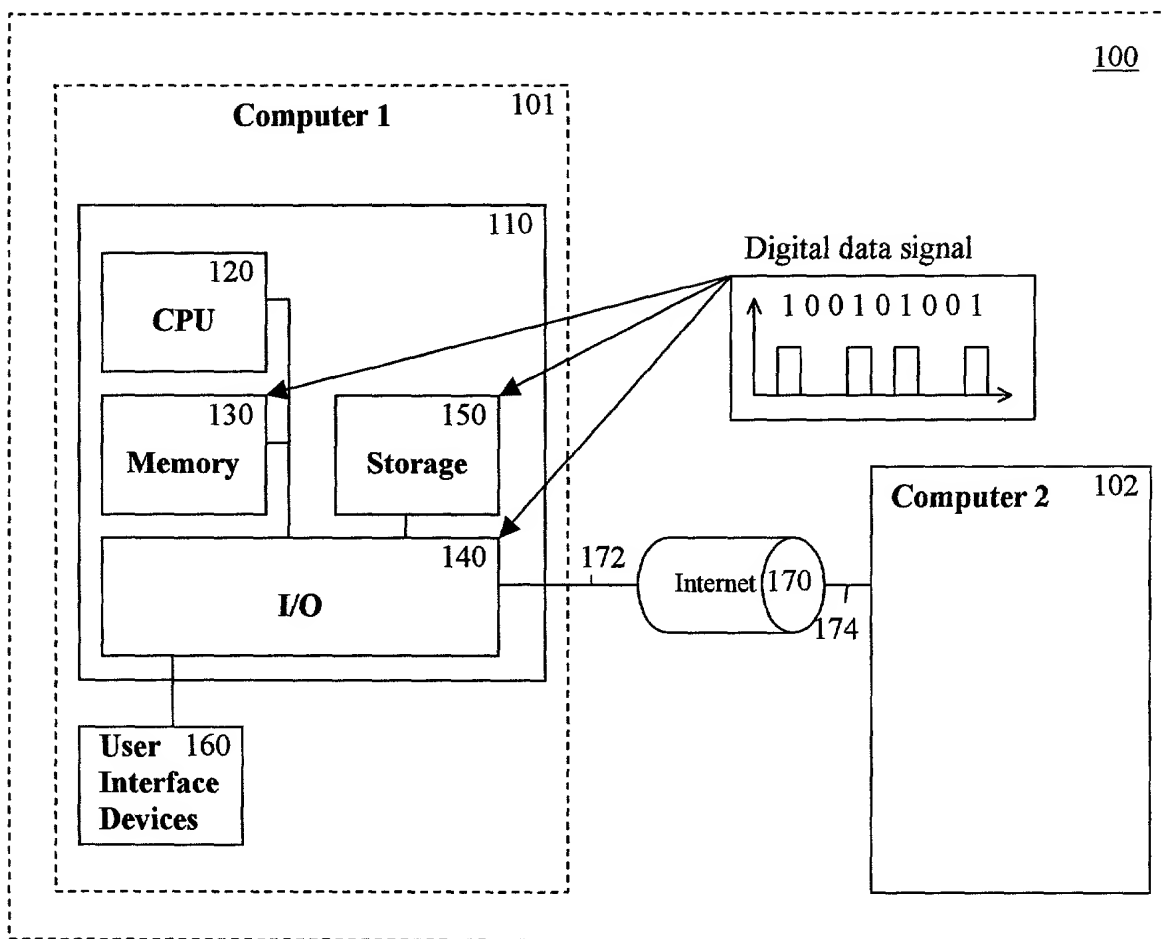 100
Computer 1
101
110
120
CPU
130
Memory
150
Storage
140
I/O
User 160
Interface
Devices
Digital data signal
1 0 0 1 0 1 0 0 1
172
Internet 170
174
Computer 2
102